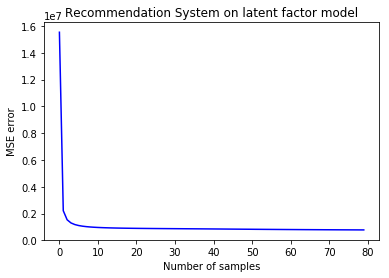 Recommendation System on latent factor model
1e7
1.6
1.4
1.2
1.0
0.8
0.6
0.4
0.2
0.0
MSE error
0 10 20 30 40 50 60 70 80
Number of samples